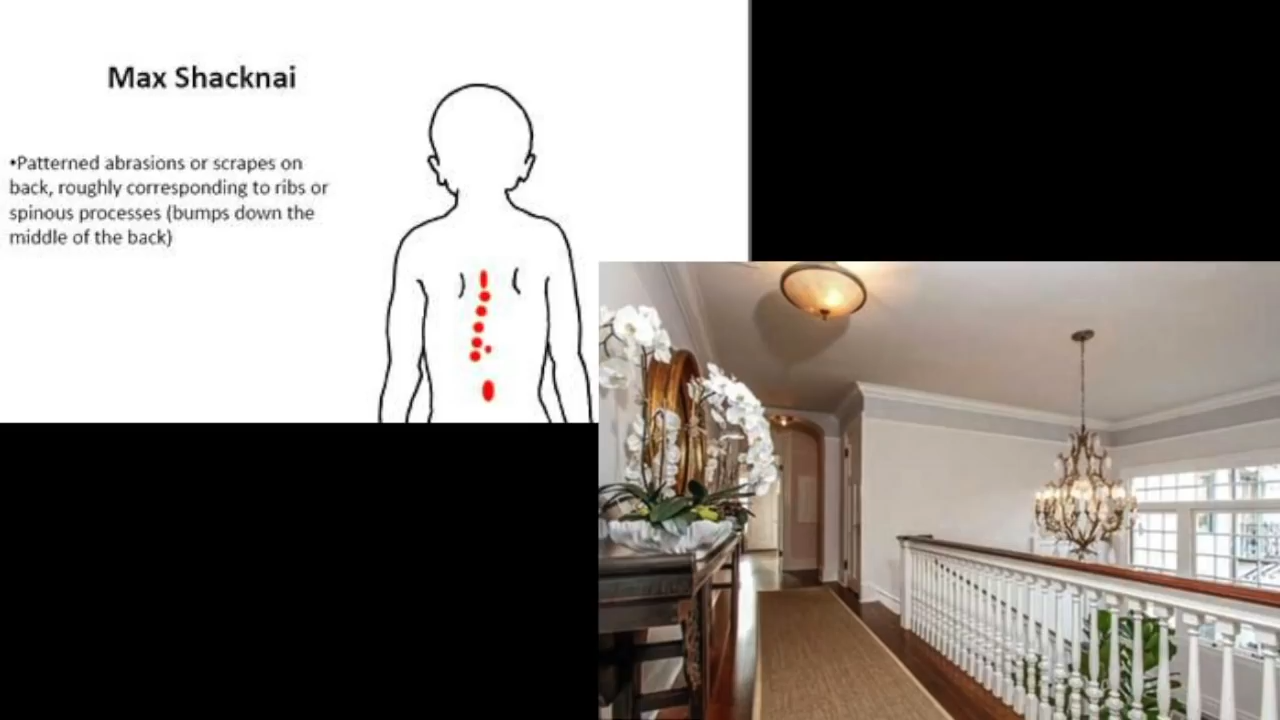 Max Shacknai
•Patterned abrasions or scrapes on
back, roughly corresponding to ribs or
spinous processes (bumps down the
middle of the back)